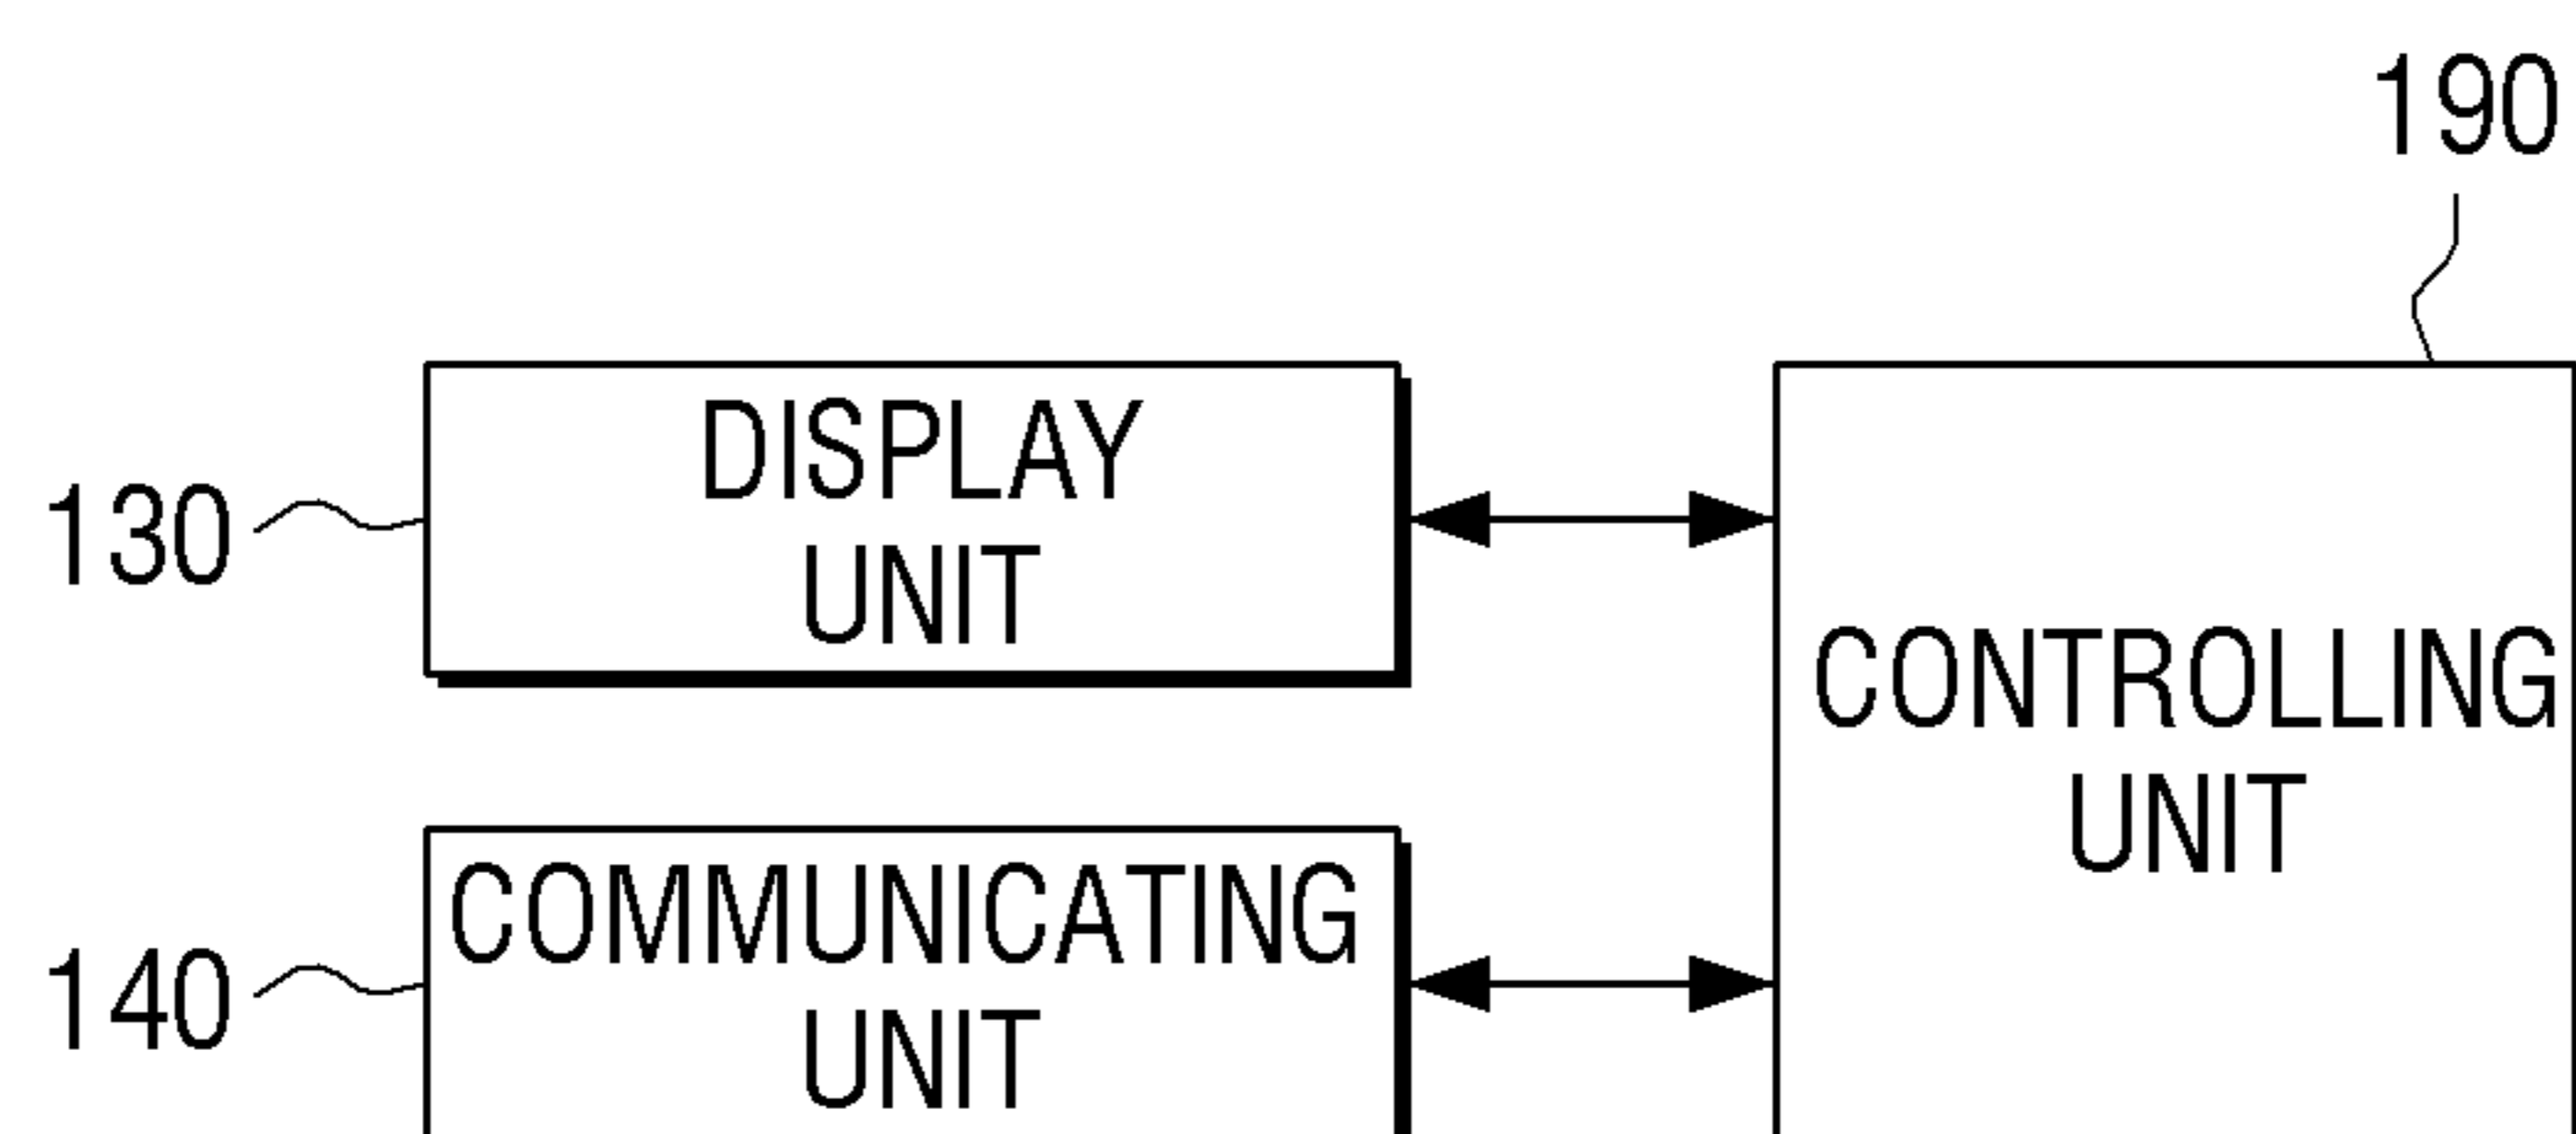 190
DISPLAY
UNIT
130
CONTROLLING
UNIT
COMMUNICATING
UNIT
140